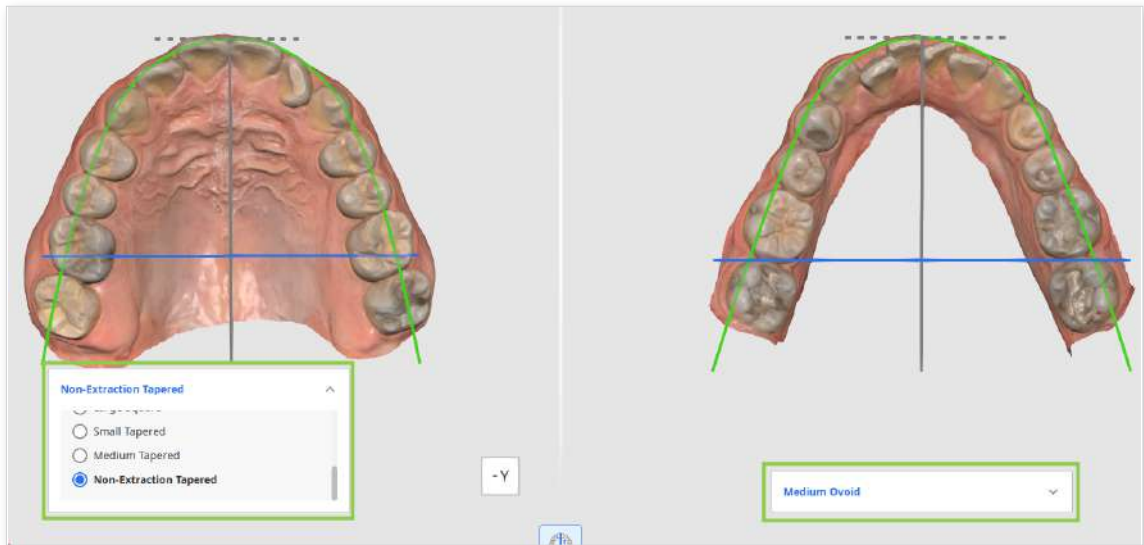 Non-Extraction Tapered
Small Tapered
Medium Tapered
Non-Extraction Tapered
-Y
Medium Ovoid